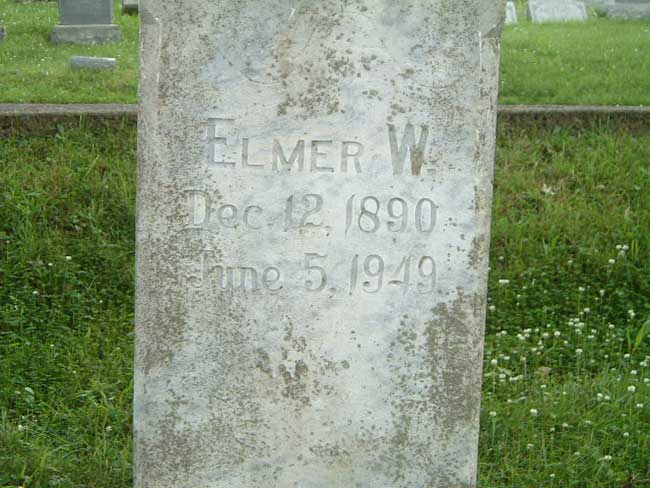 Elmer W.
Dec. 12, 1890
June 5, 1949